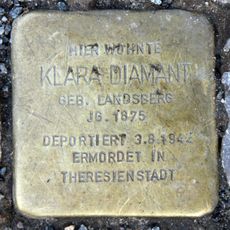 HIER WOHNTE
KLARA DIAMANT
GEB. LANDSBERG
JG. 1875
DEPORTIERT 3.8.1942
ERMORDET IN
THERESIENSTADT